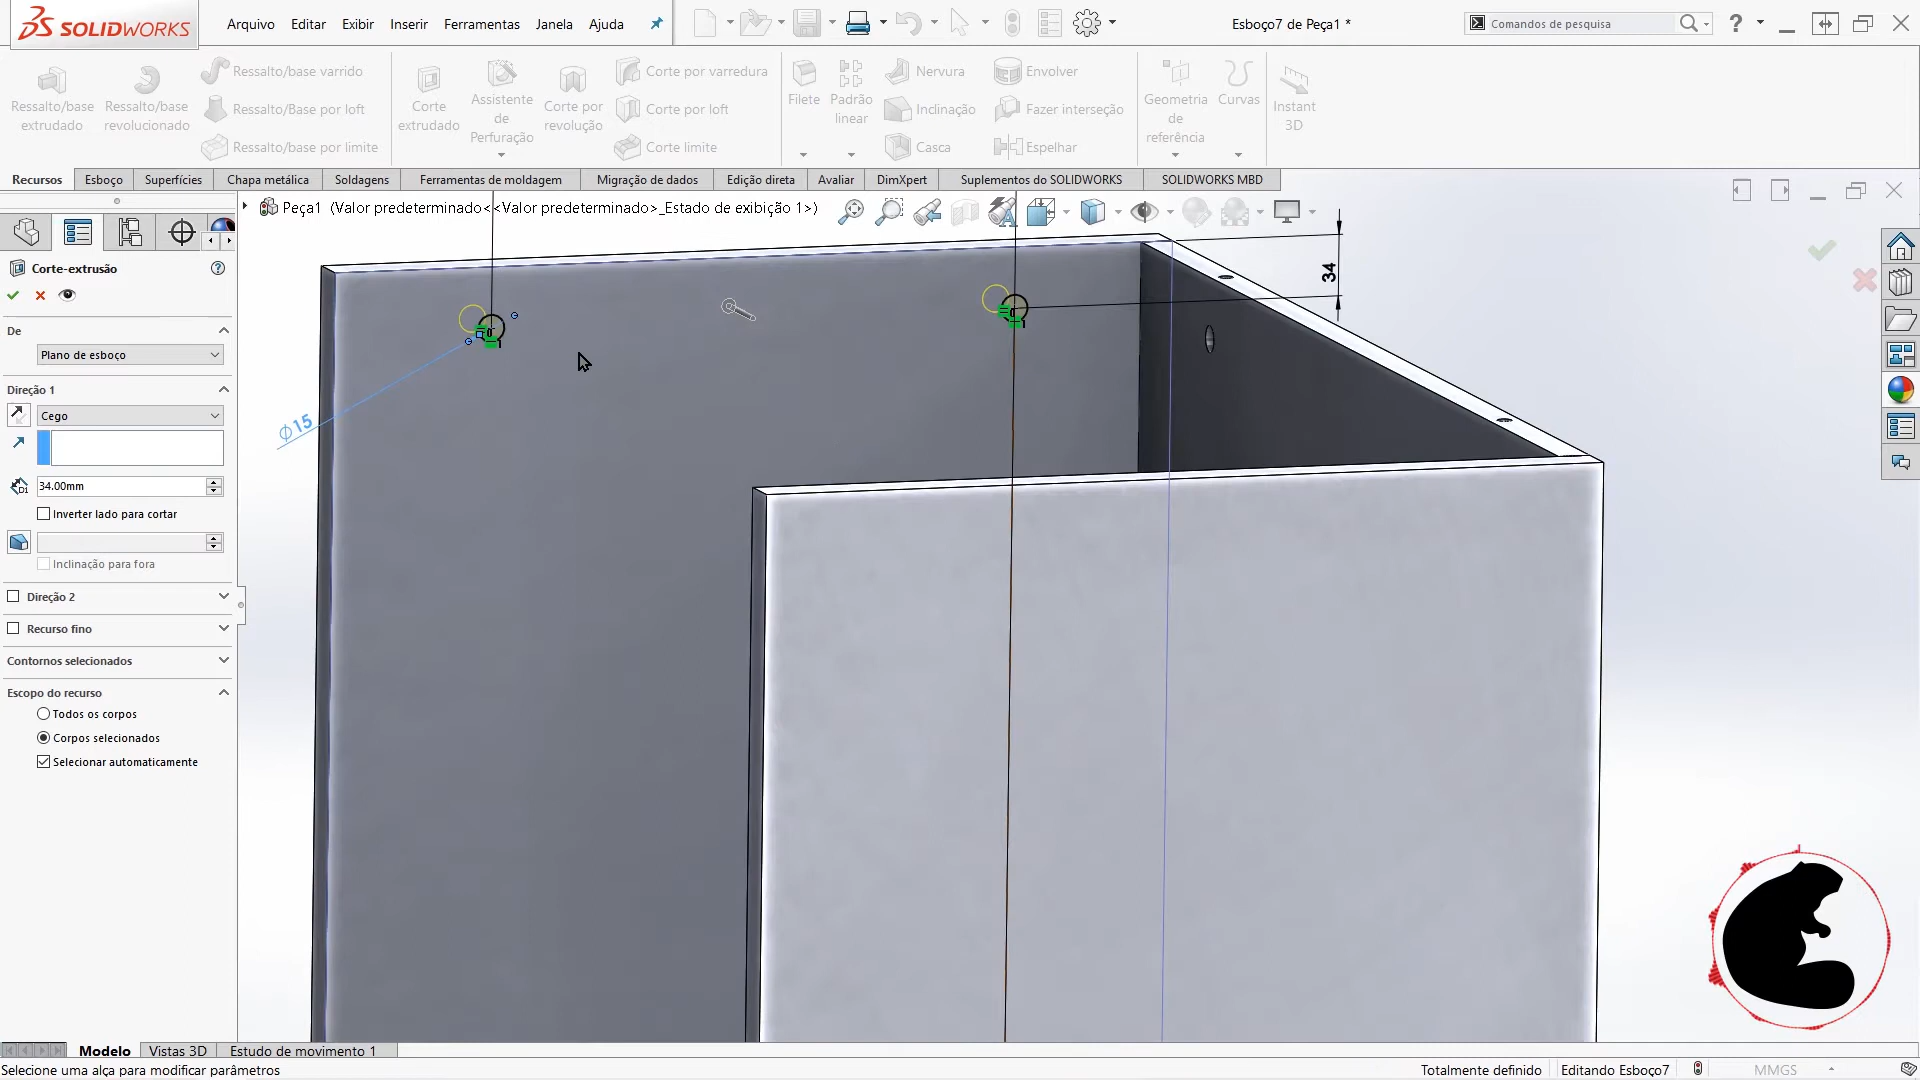 SOLIDWORKS
Arquivo Editar Exibir Inserir Ferramentas Janela Ajuda
Esboço7 de Peça1 *
Comandos de pesquisa
Ressalto/base extrudado
Ressalto/base revolucionado
Ressalto/base varrido
Ressalto/Base por loft
Ressalto/base por limite
Corte extrudado
Assistente de Perfuração
Corte por revolução
Corte por varredura
Corte por loft
Corte limite
Filete
Padrão linear
Nervura
Inclinação
Casca
Envolver
Fazer interseção
Espelhar
Geometria de referência
Curvas
Instant 3D
Recursos Esboço Superfícies Chapa metálica Soldagens Ferramentas de moldagem Migração de dados Edição direta Avaliar DimXpert Suplementos do SOLIDWORKS SOLIDWORKS MBD
Peça1 (Valor predeterminado<<Valor predeterminado>_Estado de exibição 1>)
Corte-extrusão
De
Plano de esboço
Direção 1
Cego
34.00mm
Inverter lado para cortar
Inclinação para fora
Direção 2
Recurso fino
Contornos selecionados
Escopo do recurso
Todos os corpos
Corpos selecionados
Selecionar automaticamente
34
∅15
Modelo Vistas 3D Estudo de movimento 1
Selecione uma alça para modificar parâmetros
Totalmente definido Editando Esboço7 MMGS